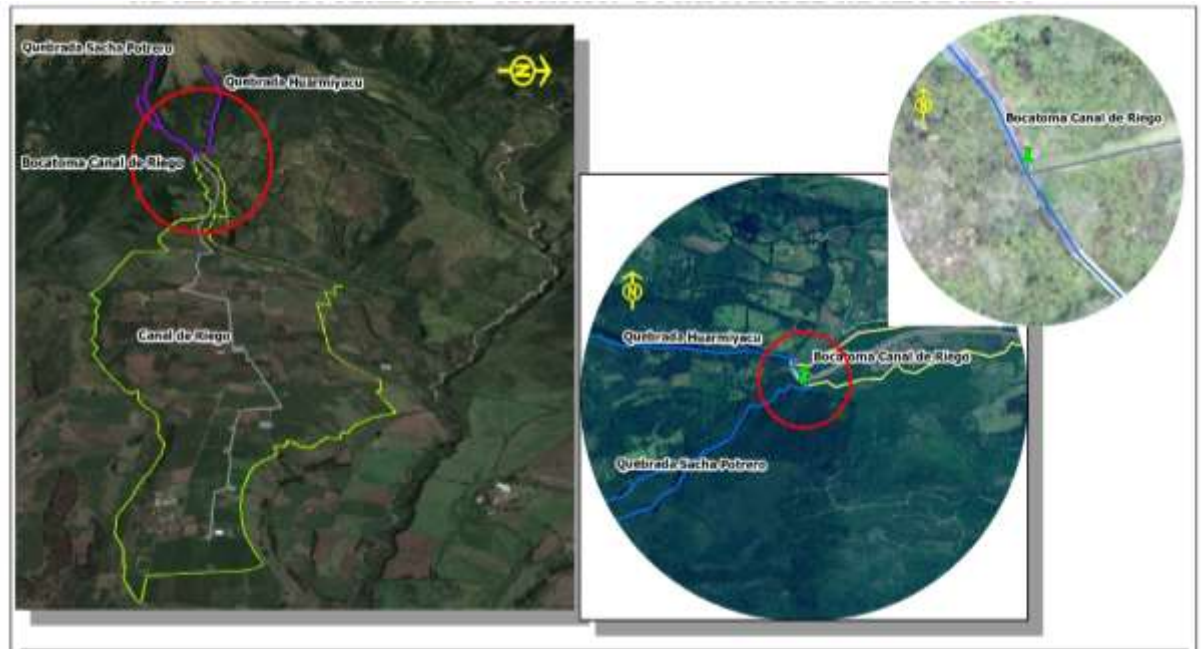 Quebrada Sacha Potrero
Quebrada Huarmiyacu
Bocatoma Canal de Riego
Canal de Riego
N
Bocatoma Canal de Riego
N
N
Quebrada Huarmiyacu
Bocatoma Canal de Riego
Quebrada Sacha Potrero